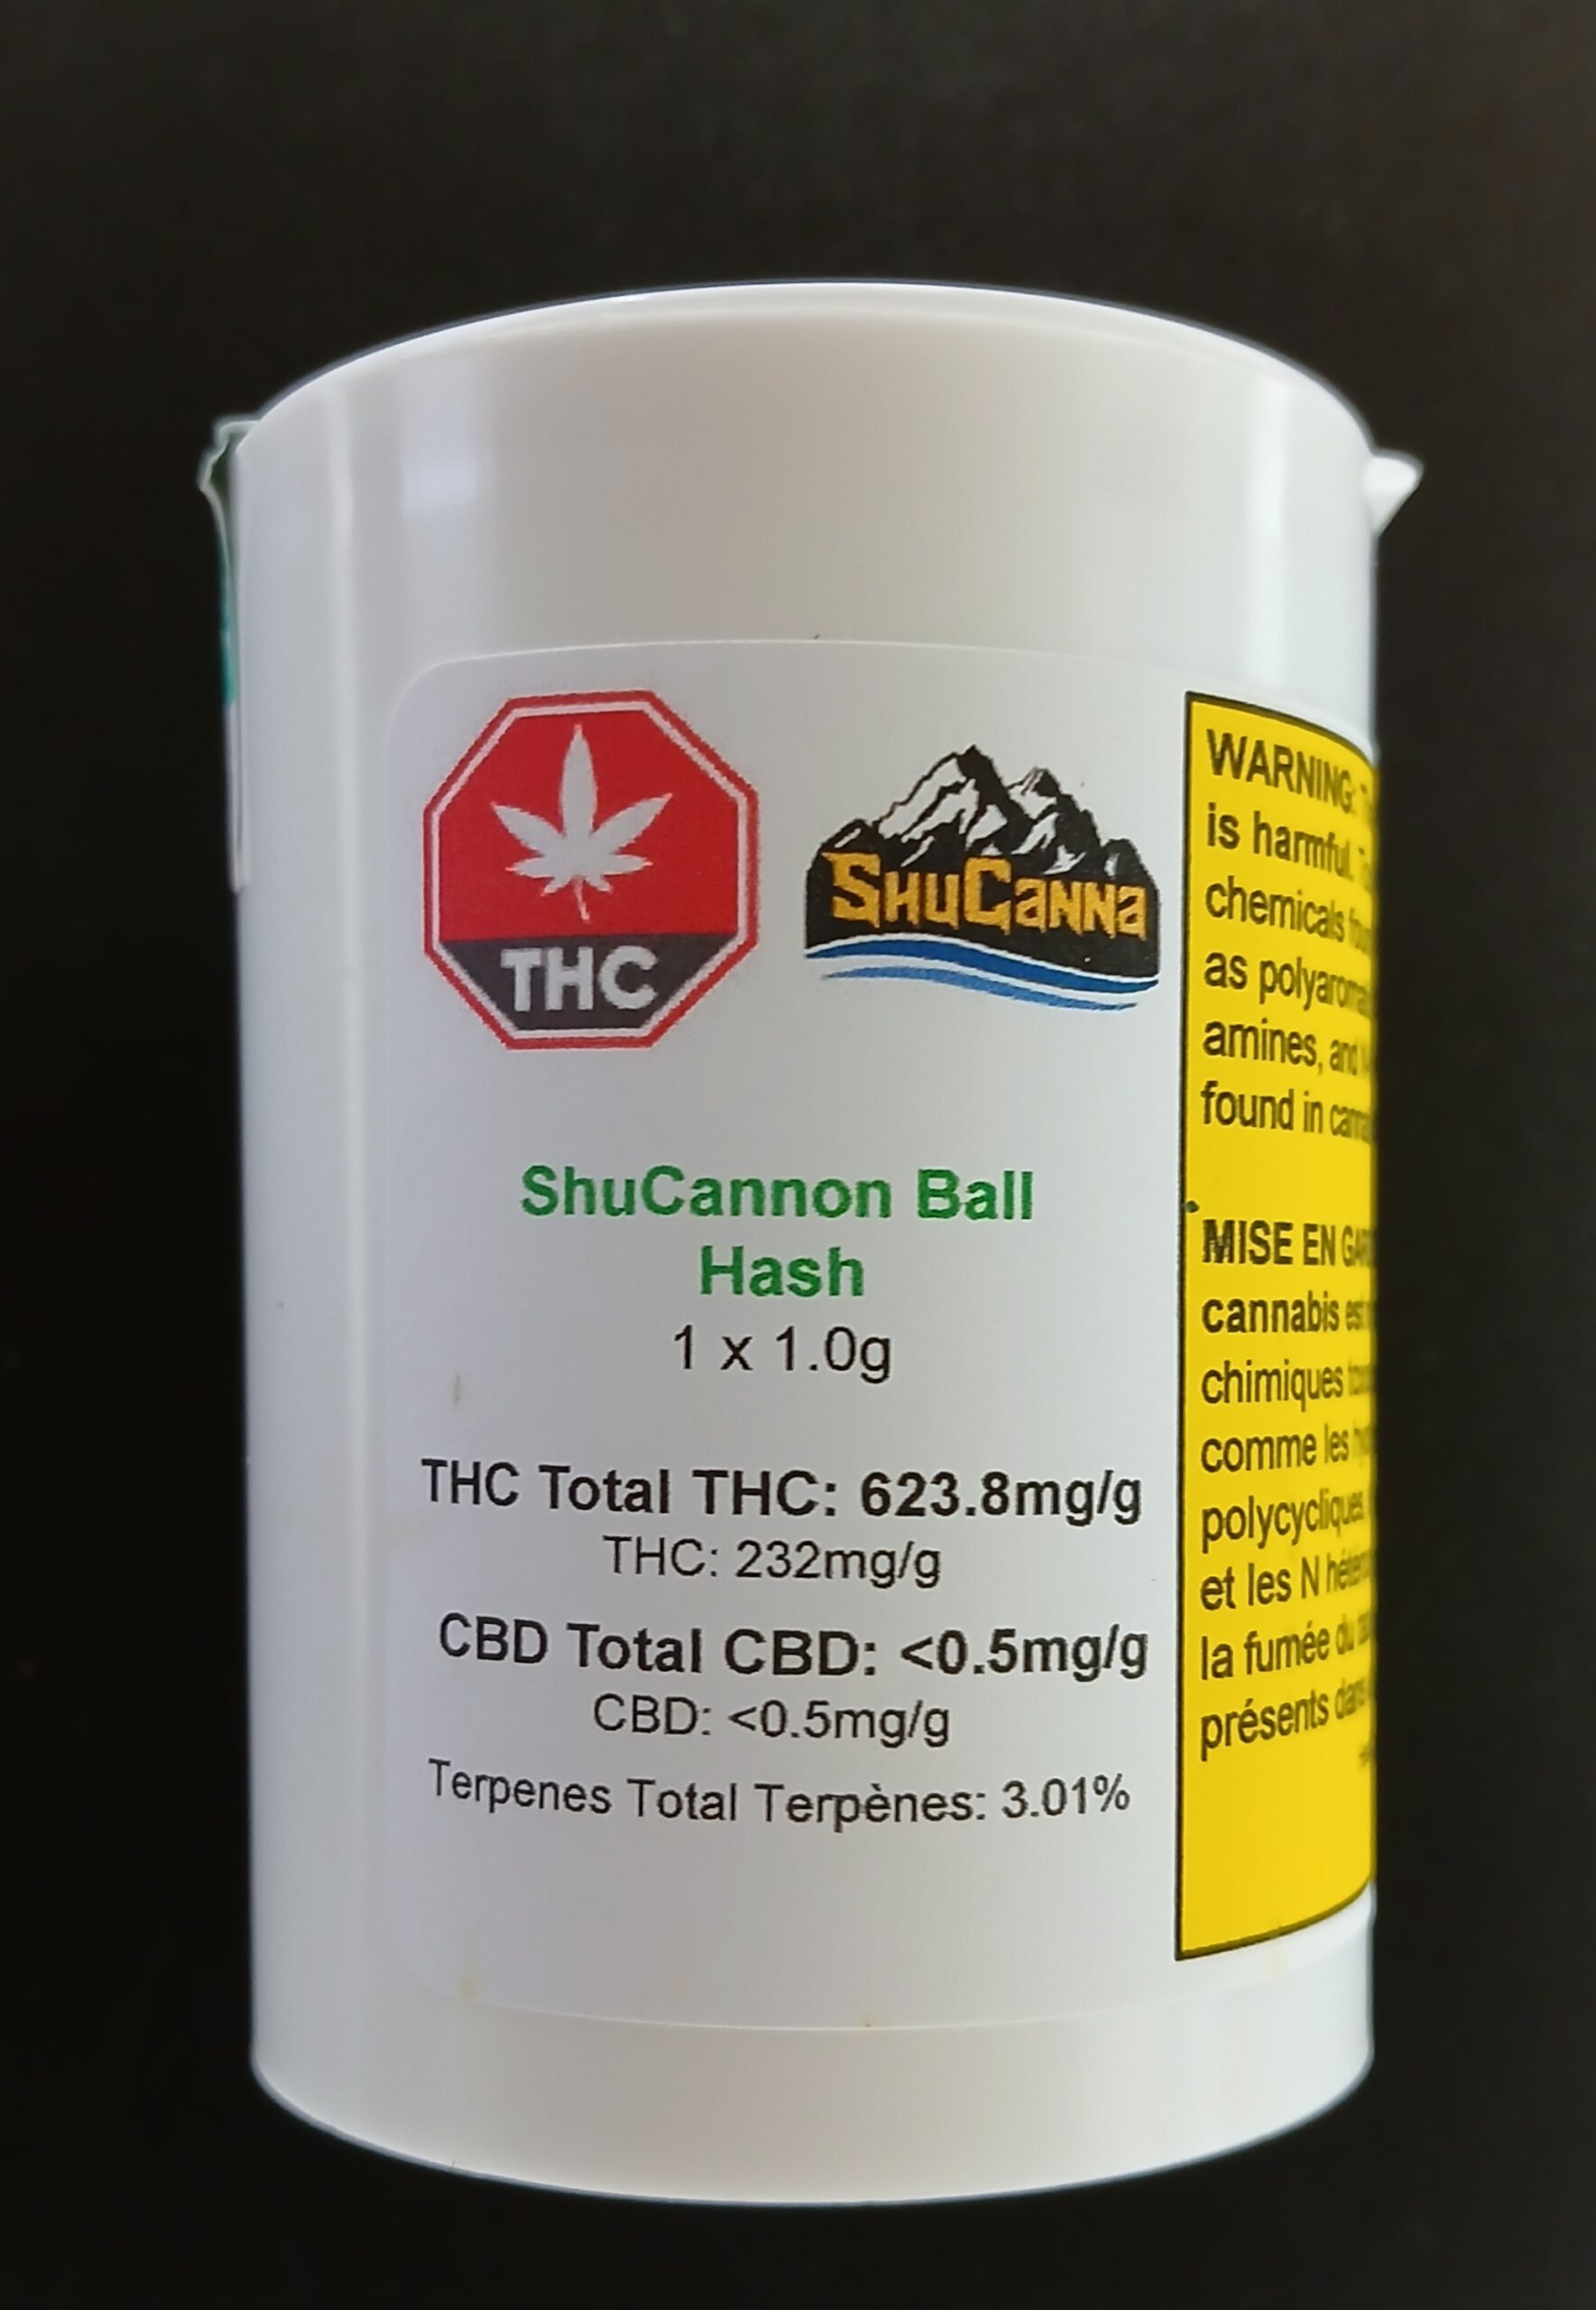 THC
ShuCanna
ShuCannon Ball
Hash
1 x 1.0g
THC Total THC: 623.8mg/g
THC: 232mg/g
CBD Total CBD: <0.5mg/g
CBD: <0.5mg/g
Terpenes Total Terpènes: 3.01%
WARNING:
is harmful.
chemicals
as
amines, and
found in
MISE EN
cannabis
chimiques
comme les
polycycliques
et les N
la fumée du
présents